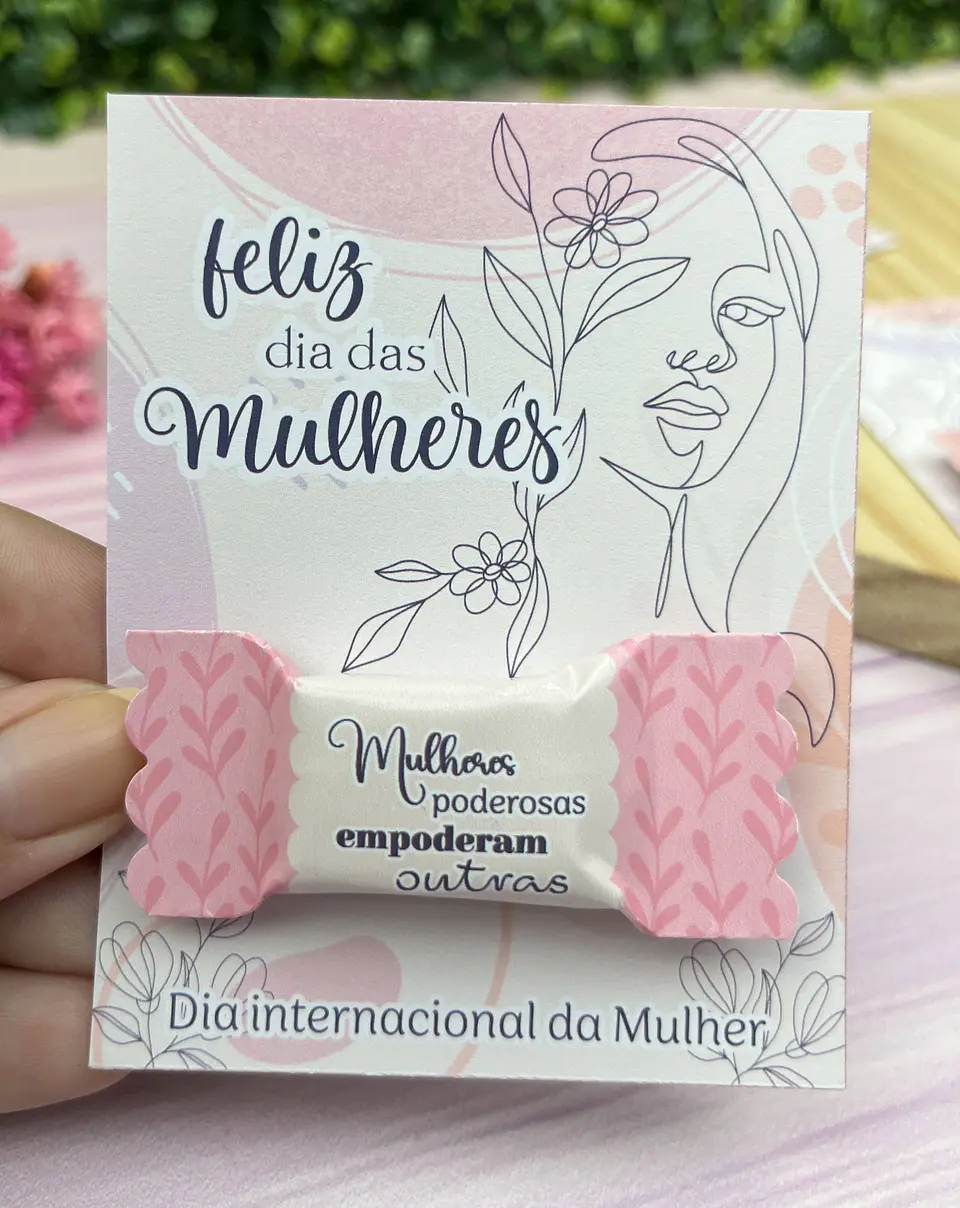 feliz
dia das
Mulheres
Mulheres
poderosas
empoderam
outras
Dia internacional da Mulher